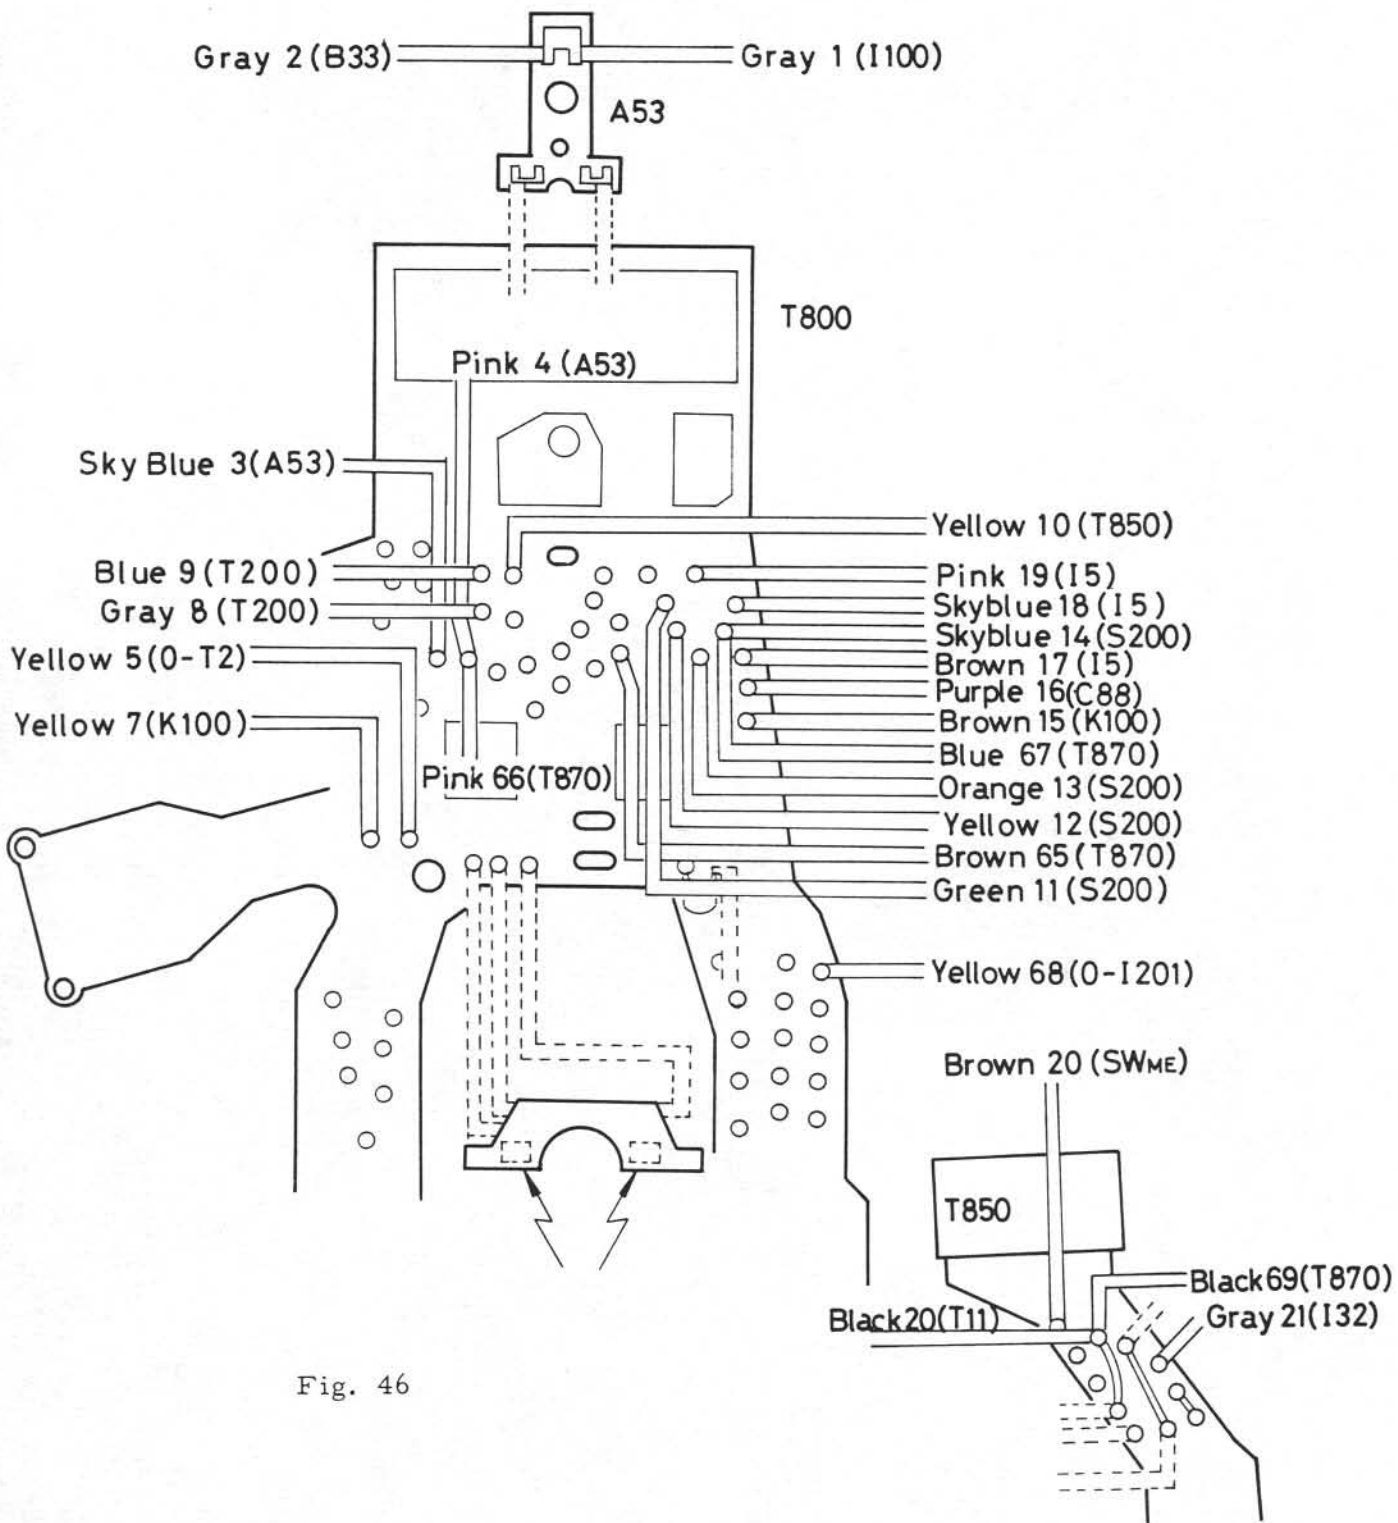 Gray 2 (B33)
Gray 1 (I100)
A53
T800
Pink 4 (A53)
Sky Blue 3(A53)
Yellow 10 (T850)
Blue 9 (T200)
Pink 19 (I5)
Gray 8 (T200)
Skyblue 18 (I5)
Skyblue 14 (S200)
Yellow 5(0-T2)
Brown 17 (I5)
Purple 16(C88)
Yellow 7(K100)
Brown 15 (K100)
Blue 67 (T870)
Pink 66(T870)
Orange 13 (S200)
Yellow 12 (S200)
Brown 65 (T870)
Green 11 (S200)
Yellow 68 (0-I201)
Brown 20 (SWME)
T850
Black 69(T870)
Black 20(T11)
Gray 21(I32)
Fig. 46